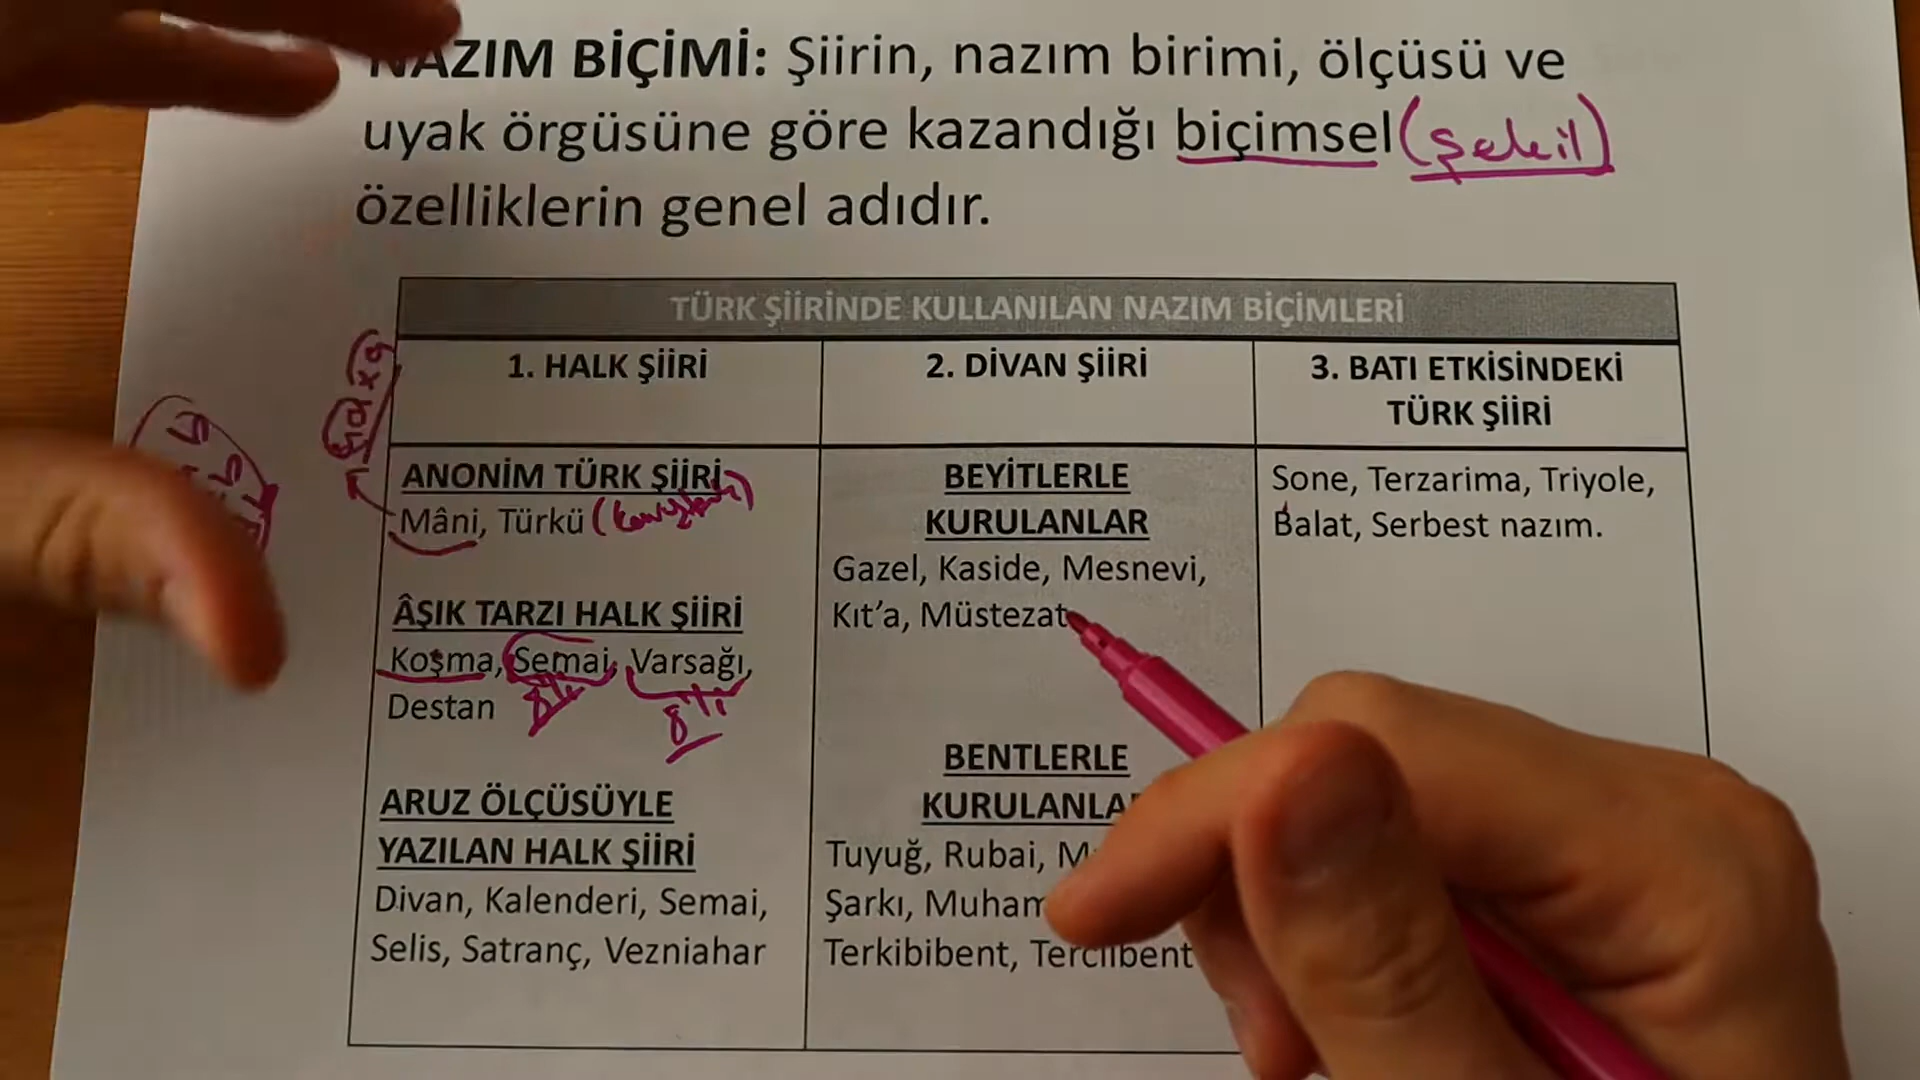 NAZIM BİÇİMİ: Şiirin, nazım birimi, ölçüsü ve
uyak örgüsüne göre kazandığı biçimsel (şekil)
özelliklerin genel adıdır.
TÜRK ŞİİRİNDE KULLANILAN NAZIM BİÇİMLERİ
1. HALK ŞİİRİ
ANONİM TÜRK ŞİİRİ
Mâni, Türkü
ÂŞIK TARZI HALK ŞİİRİ
Koşma, Semai, Varsağı,
8'li
8'li
Destan
ARUZ ÖLÇÜSÜYLE
YAZILAN HALK ŞİİRİ
Divan, Kalenderi, Semai,
Selis, Satranç, Vezniahar
2. DİVAN ŞİİRİ
BEYİTLERLE
KURULANLAR
Gazel, Kaside, Mesnevi,
Kıt’a, Müstezat
BENTLERLE
Tuyuğ, Rubai,
Şarkı,
Terkibibent, Terciibent
3. BATI ETKİSİNDEKİ
TÜRK ŞİİRİ
Sone, Terzarima, Triyole,
Balat, Serbest nazım.